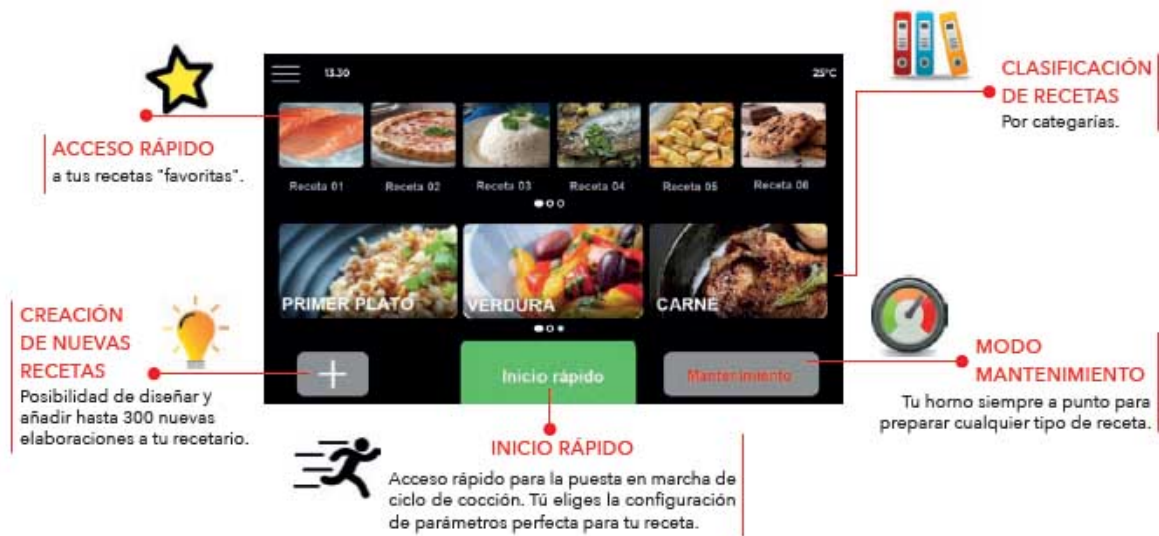 13.30
25°C
ACCESO RÁPIDO
a tus recetas "favoritas".
CLASIFICACIÓN
DE RECETAS
Por categarías.
Receta 01
Receta 02
Receta 03
Receta 04
Receta 05
Receta 06
PRIMER PLATO
VERDURA
CARNE
CREACIÓN
DE NUEVAS
RECETAS
Posibilidad de diseñar y
añadir hasta 300 nuevas
elaboraciones a tu recetario.
+
Inicio rápido
Mantenimiento
MODO
MANTENIMIENTO
Tu horno siempre a punto para
preparar cualquier tipo de receta.
INICIO RÁPIDO
Acceso rápido para la puesta en marcha de
ciclo de cocción. Tú eliges la configuración
de parámetros perfecta para tu receta.